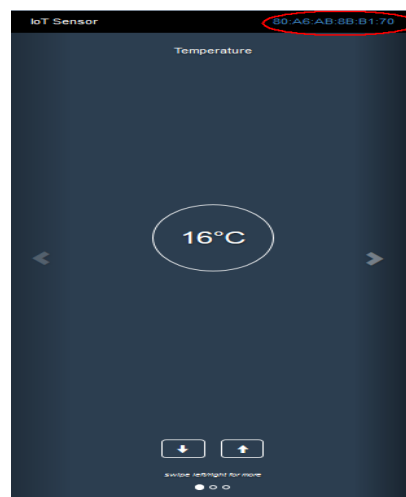 IoT Sensor 80:A6:AB:8B:B1:70
Temperature
16°C
swipe left/right for more